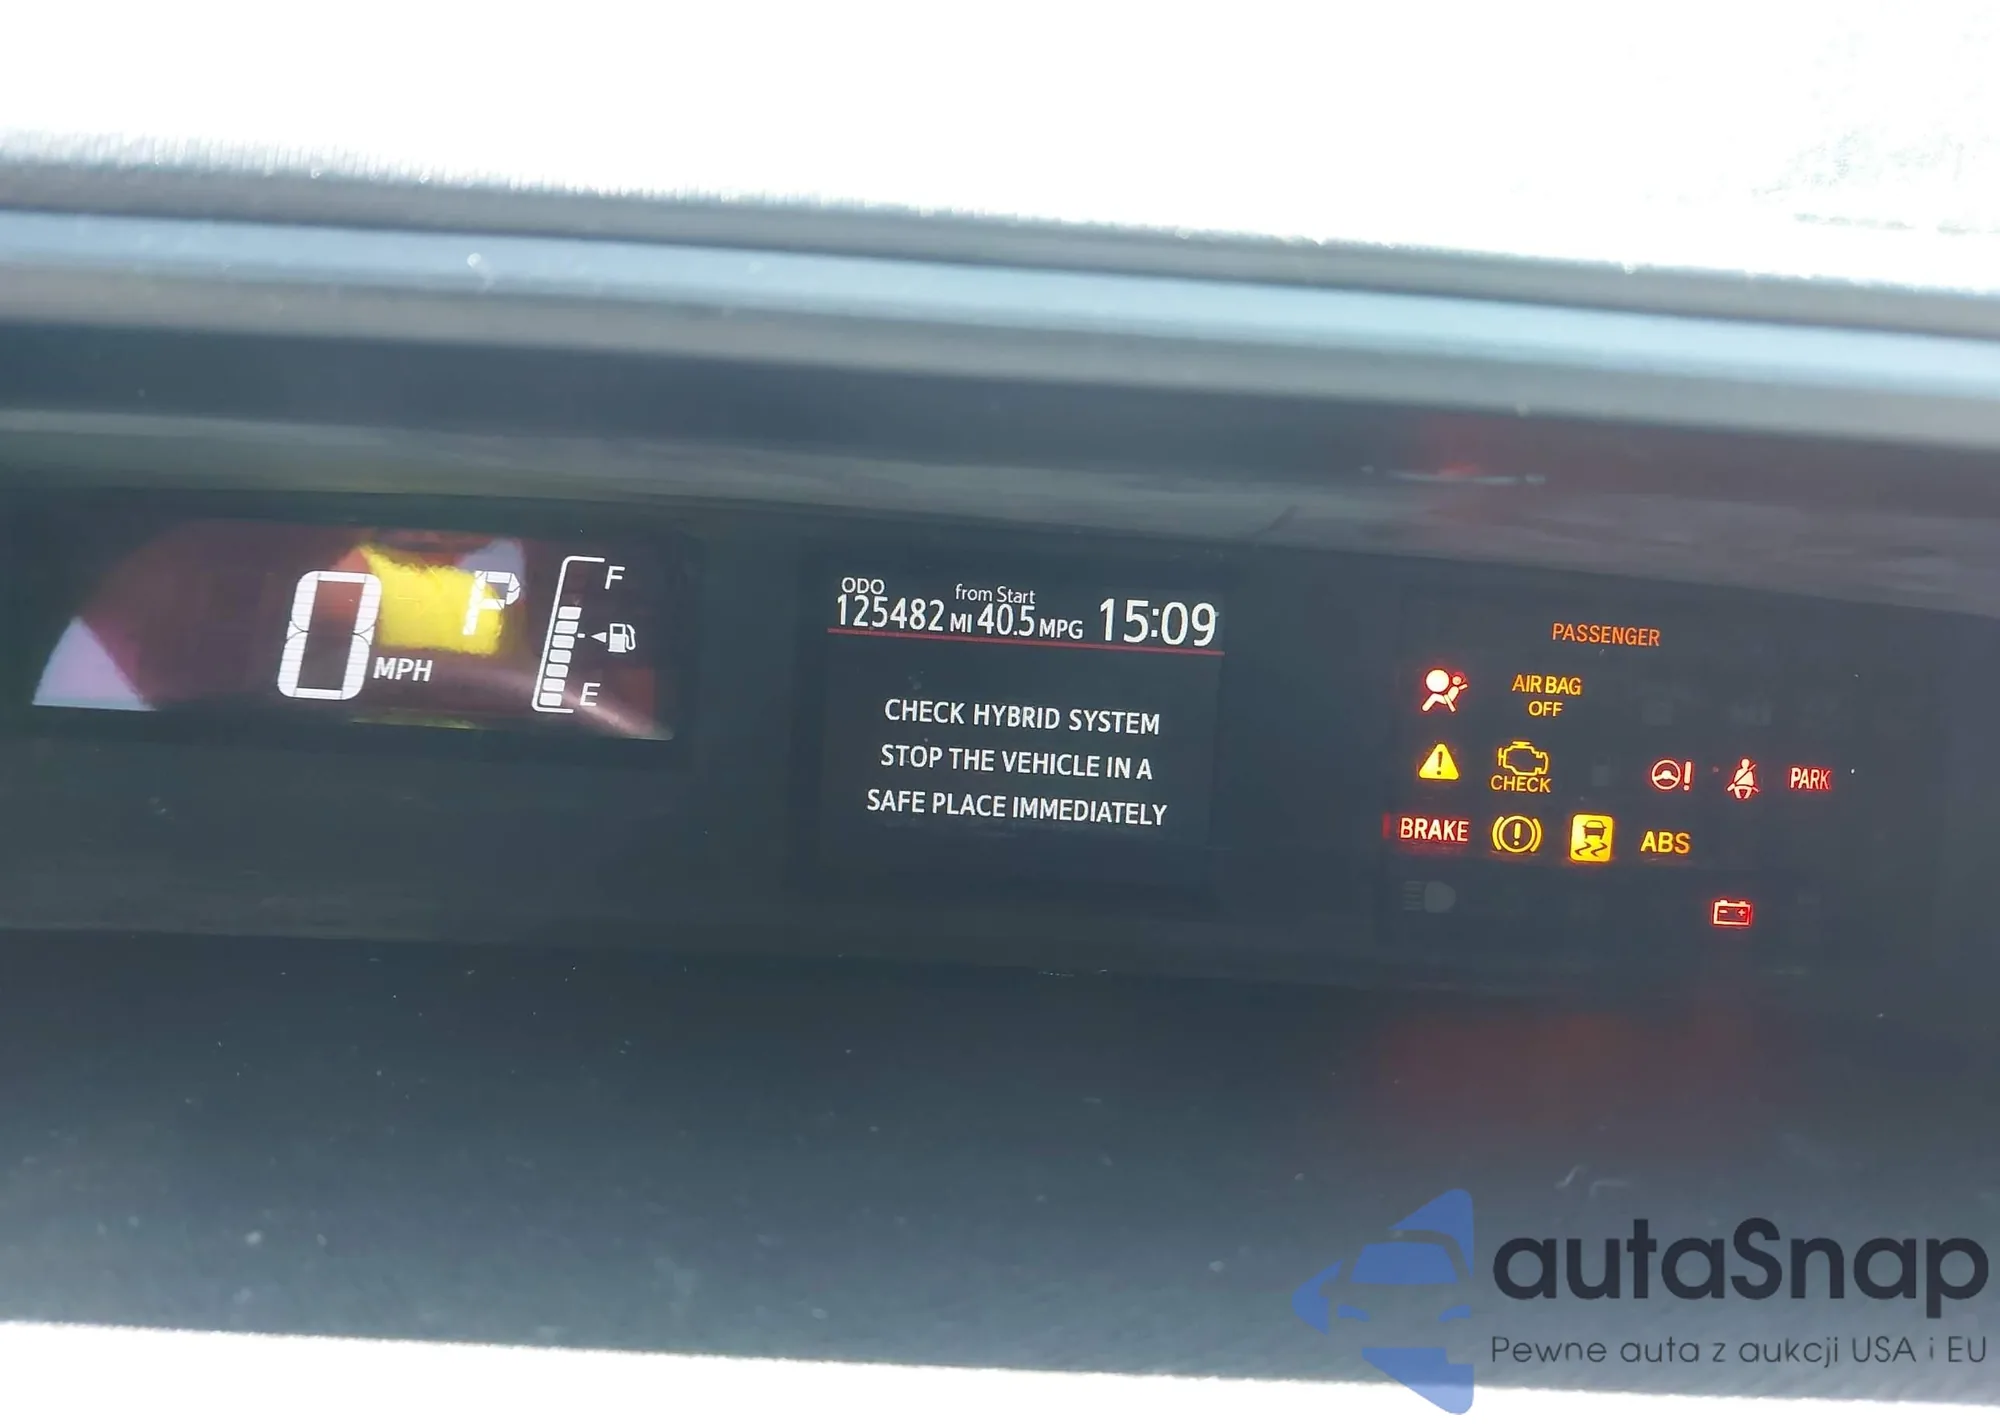 0 MPH
P
F
E
ODO from Start
125482 MI 40.5 MPG 15:09
CHECK HYBRID SYSTEM
STOP THE VEHICLE IN A
SAFE PLACE IMMEDIATELY
PASSENGER
AIR BAG
OFF
CHECK
PARK
BRAKE
ABS
autaSnap
Pewne auta z aukcji USA i EU